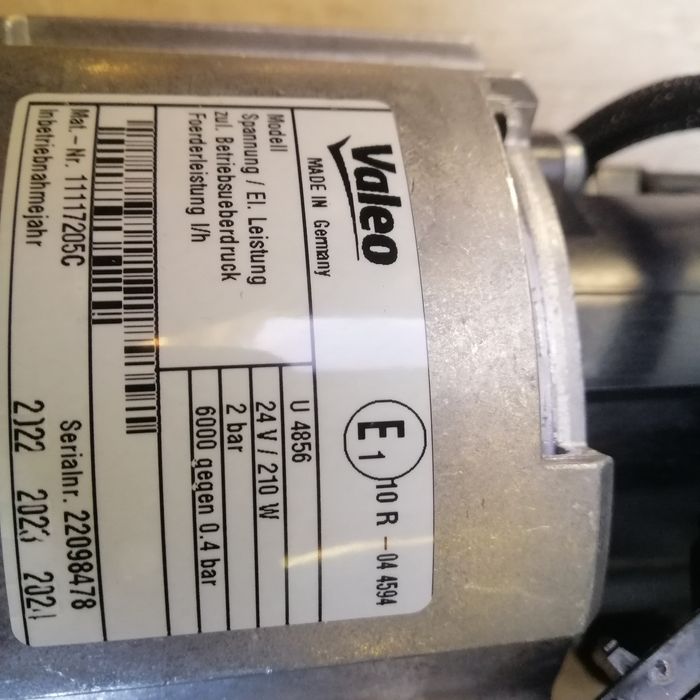 Valeo
MADE IN Germany
E 1 10 R - 04 4594
Modell U 4856
Spannung / El. Leistung 24 V / 210 W
zul. Betriebsueberdruck 2 bar
Foerderleistung l/h 6000 gegen 0.4 bar
Mat.-Nr. 11117205C Serialnr. 22098478
Inbetriebnahmejahr 2022 2023 2024